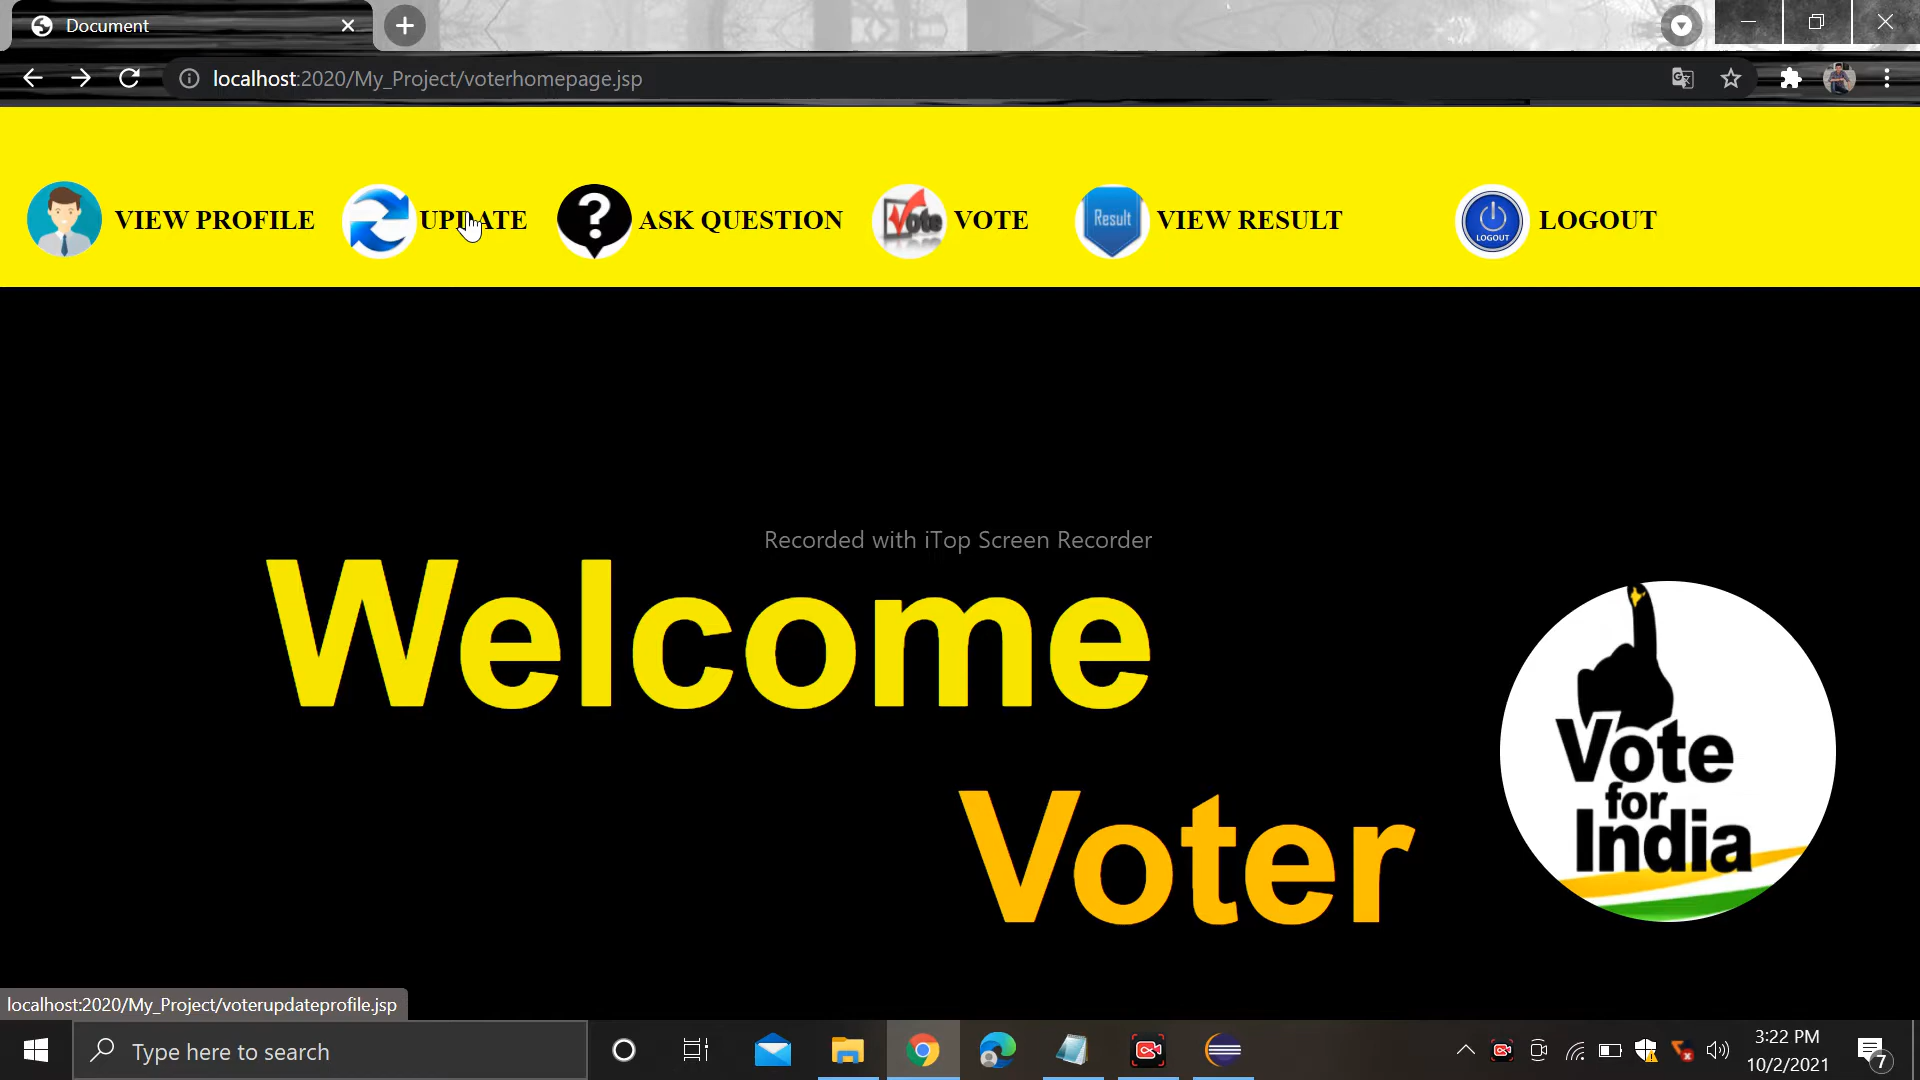 Document
localhost:2020/My_Project/voterhomepage.jsp
VIEW PROFILE
UPDATE
ASK QUESTION
Vote
VOTE
Result
VIEW RESULT
LOGOUT
LOGOUT
Recorded with iTop Screen Recorder
Welcome
Voter
Vote
for
India
localhost:2020/My_Project/voterupdateprofile.jsp
Type here to search
3:22 PM
10/2/2021
7